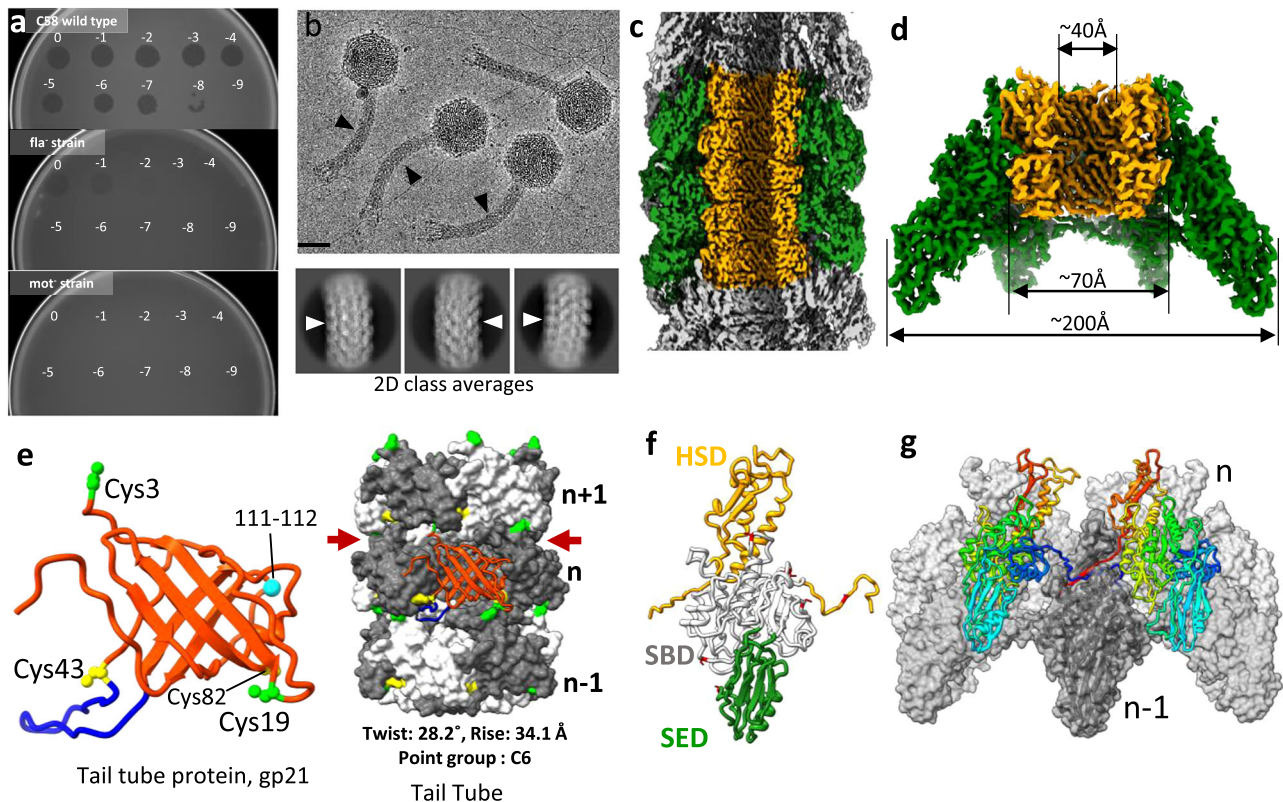 a
C58 wild type
0 -1 -2 -3 -4
-5 -6 -7 -8 -9
fla- strain
0 -1 -2 -3 -4
-5 -6 -7 -8 -9
mot- strain
0 -1 -2 -3 -4
-5 -6 -7 -8 -9
b
2D class averages
c
d
~40Å
~70Å
~200Å
e
Cys3
111-112
Cys43
Cys82
Cys19
Tail tube protein, gp21
n+1
n
n-1
Twist: 28.2˚, Rise: 34.1 Å
Point group : C6
Tail Tube
f
HSD
SBD
SED
g
n
n-1